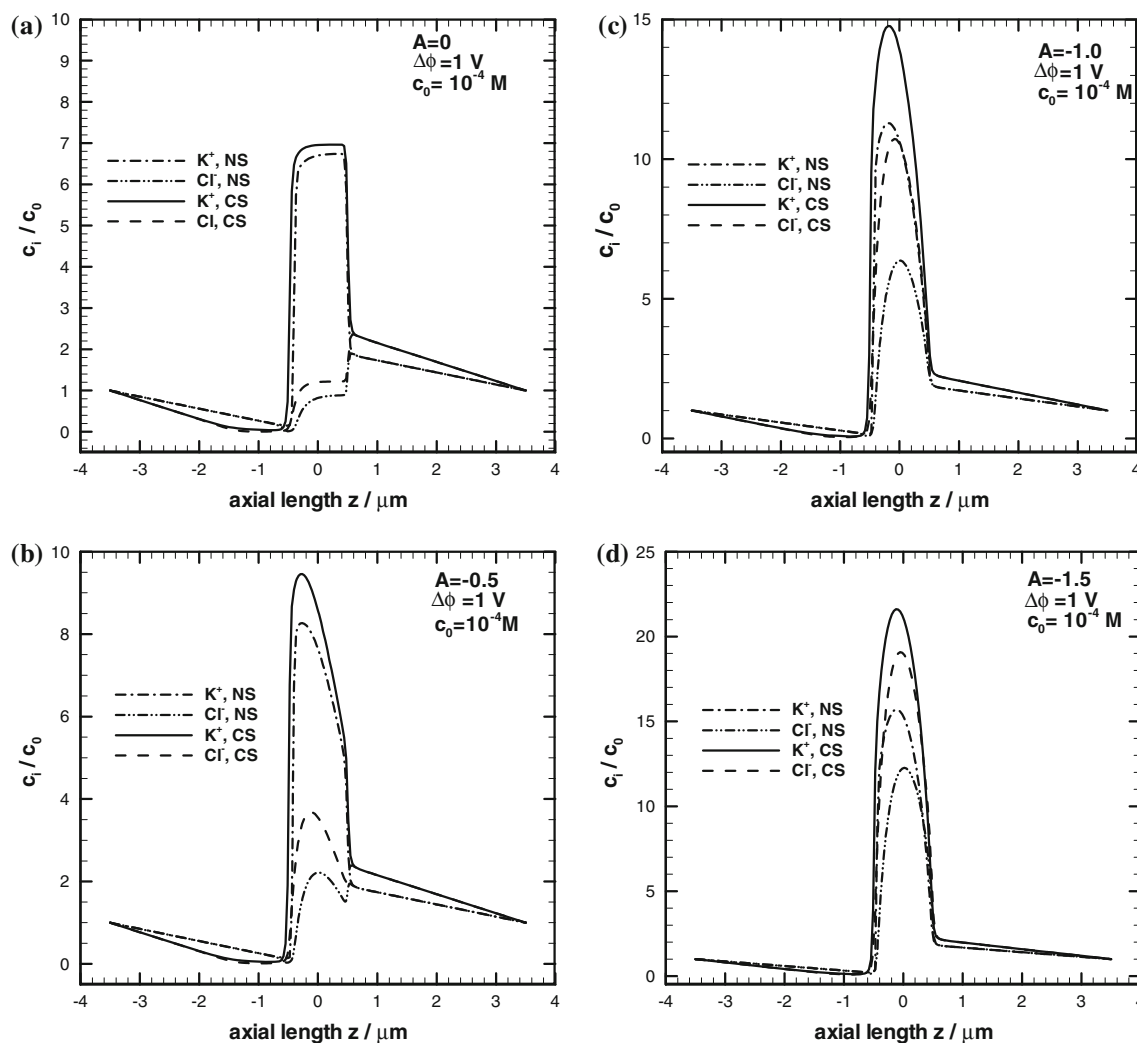 (a)
A=0
Δϕ =1 V
c₀= 10⁻⁴ M
K⁺, NS
Cl⁻, NS
K⁺, CS
Cl, CS
cᵢ / c₀
10
9
8
7
6
5
4
3
2
1
0
-4 -3 -2 -1 0 1 2 3 4
axial length z / μm
(c)
A=-1.0
Δϕ =1 V
c₀= 10⁻⁴ M
K⁺, NS
Cl⁻, NS
K⁺, CS
Cl⁻, CS
cᵢ / c₀
15
10
5
0
-4 -3 -2 -1 0 1 2 3 4
axial length z / μm
(b)
A=-0.5
Δϕ =1 V
c₀=10⁻⁴M
K⁺, NS
Cl⁻, NS
K⁺, CS
Cl⁻, CS
cᵢ / c₀
10
8
6
4
2
0
-4 -3 -2 -1 0 1 2 3 4
axial length z / μm
(d)
A=-1.5
Δϕ =1 V
c₀= 10⁻⁴ M
K⁺, NS
Cl⁻, NS
K⁺, CS
Cl⁻, CS
cᵢ / c₀
25
20
15
10
5
0
-4 -3 -2 -1 0 1 2 3 4
axial length z / μm